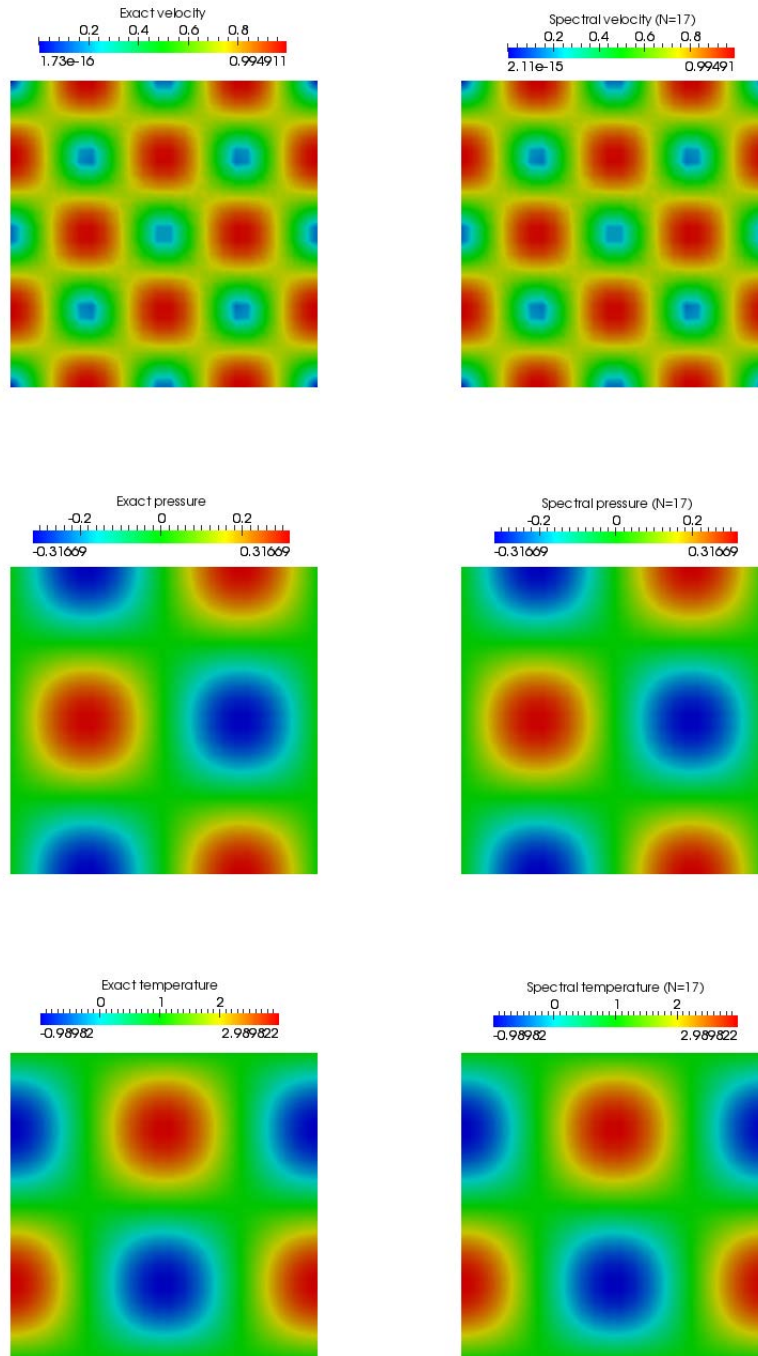 Exact velocity
0.2 0.4 0.6 0.8
1.73e-16 0.994911
Spectral velocity (N=17)
0.2 0.4 0.6 0.8
2.11e-15 0.99491
Exact pressure
-0.2 0 0.2
-0.31669 0.31669
Spectral pressure (N=17)
-0.2 0 0.2
-0.31669 0.31669
Exact temperature
0 1 2
-0.98982 2.989822
Spectral temperature (N=17)
0 1 2
-0.98982 2.989822